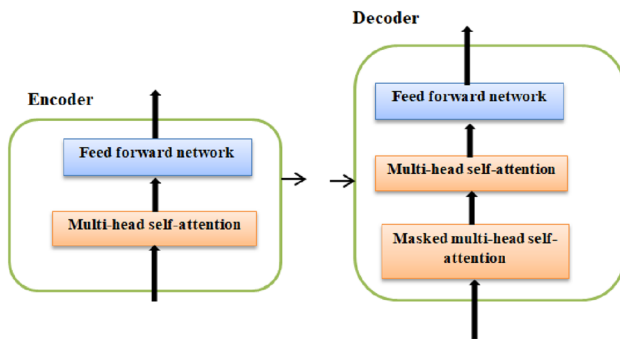 Encoder
Feed forward network
Multi-head self-attention
Decoder
Feed forward network
Multi-head self-attention
Masked multi-head self-
attention